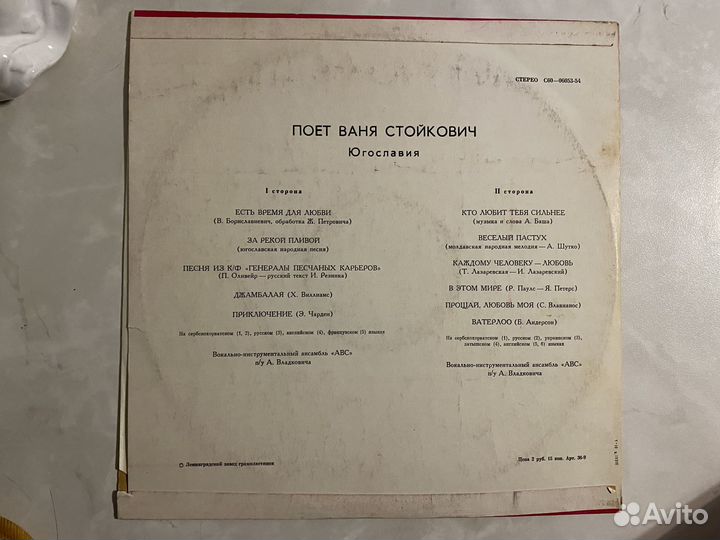 СТЕРЕО С60—06053-54
ПОЕТ ВАНЯ СТОЙКОВИЧ
Югославия
I сторона
ЕСТЬ ВРЕМЯ ДЛЯ ЛЮБВИ
(В. Бориславлевич, обработка Ж. Петровича)
ЗА РЕКОЙ ПЛИВОЙ
(югославская народная песня)
ПЕСНЯ ИЗ К/Ф «ГЕНЕРАЛЫ ПЕСЧАНЫХ КАРЬЕРОВ»
(П. Оливейр — русский текст И. Резника)
ДЖАМБАЛАЯ (Х. Виллиамс)
ПРИКЛЮЧЕНИЕ (Э. Чарден)
На сербскохорватском (1, 2), русском (3), английском (4), французском (5) языках
Вокально-инструментальный ансамбль «АВС»
п/у А. Владковича
II сторона
КТО ЛЮБИТ ТЕБЯ СИЛЬНЕЕ
(музыка и слова А. Баша)
ВЕСЕЛЫЙ ПАСТУХ
(молдавская народная мелодия — А. Шутко)
КАЖДОМУ ЧЕЛОВЕКУ — ЛЮБОВЬ
(Т. Лазаревская — И. Лазаревский)
В ЭТОМ МИРЕ (Р. Паулс — Я. Петерс)
ПРОЩАЙ, ЛЮБОВЬ МОЯ (С. Влавианос)
ВАТЕРЛОО (Б. Андерсон)
На сербскохорватском (1), русском (2), украинском (3),
латышском (4), английском (5, 6) языках
Вокально-инструментальный ансамбль «АВС»
п/у А. Владковича
Ленинградский завод грампластинок
Цена 2 руб. 15 коп. Арт. 36-9
Avito